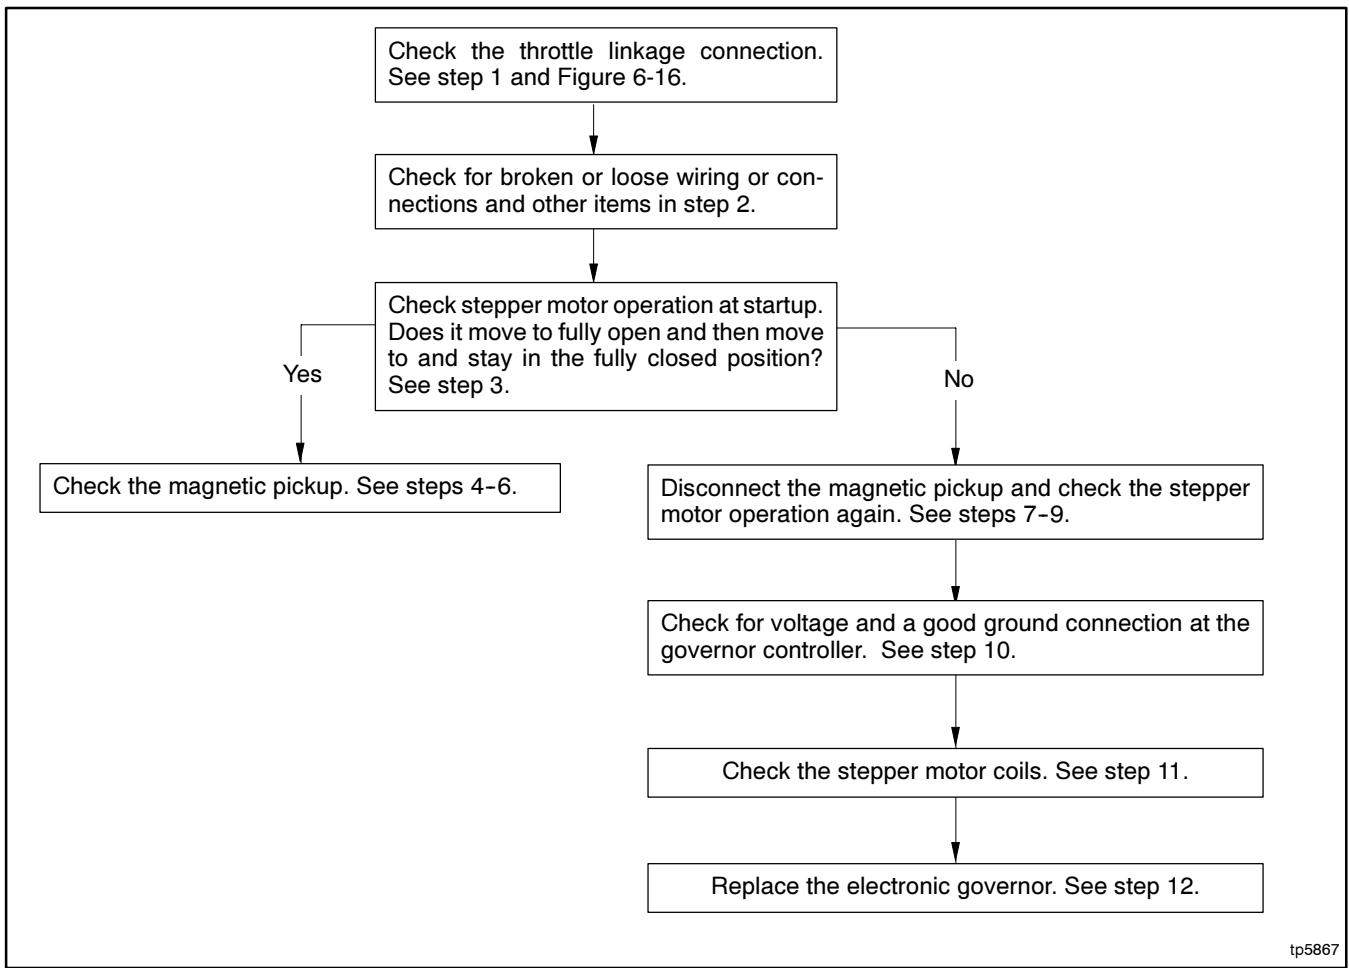 Check the throttle linkage connection.
See step 1 and Figure 6-16.
Check for broken or loose wiring or con-
nections and other items in step 2.
Check stepper motor operation at startup.
Does it move to fully open and then move
to and stay in the fully closed position?
See step 3.
Yes
No
Check the magnetic pickup. See steps 4-6.
Disconnect the magnetic pickup and check the stepper
motor operation again. See steps 7-9.
Check for voltage and a good ground connection at the
governor controller. See step 10.
Check the stepper motor coils. See step 11.
Replace the electronic governor. See step 12.
tp5867